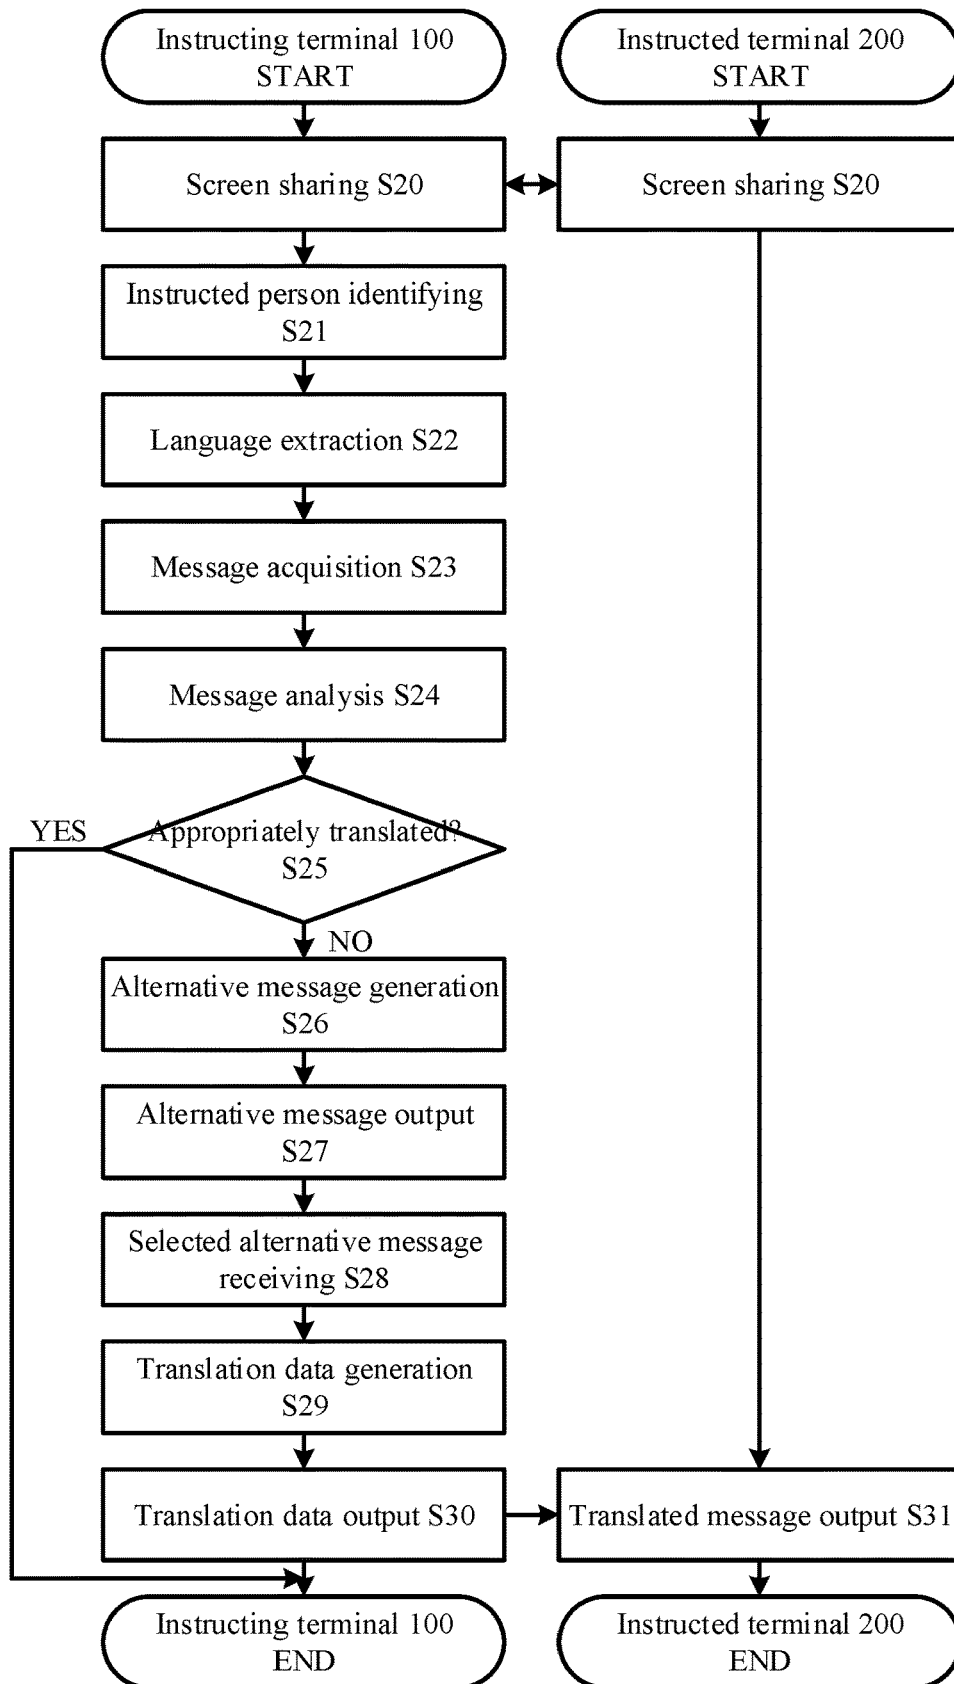 Instructing terminal 100
START
Instructed terminal 200
START
Screen sharing S20
Screen sharing S20
Instructed person identifying
S21
Language extraction S22
Message acquisition S23
Message analysis S24
YES
Appropriately translated?
S25
NO
Alternative message generation
S26
Alternative message output
S27
Selected alternative message
receiving S28
Translation data generation
S29
Translation data output S30
Translated message output S31
Instructing terminal 100
END
Instructed terminal 200
END